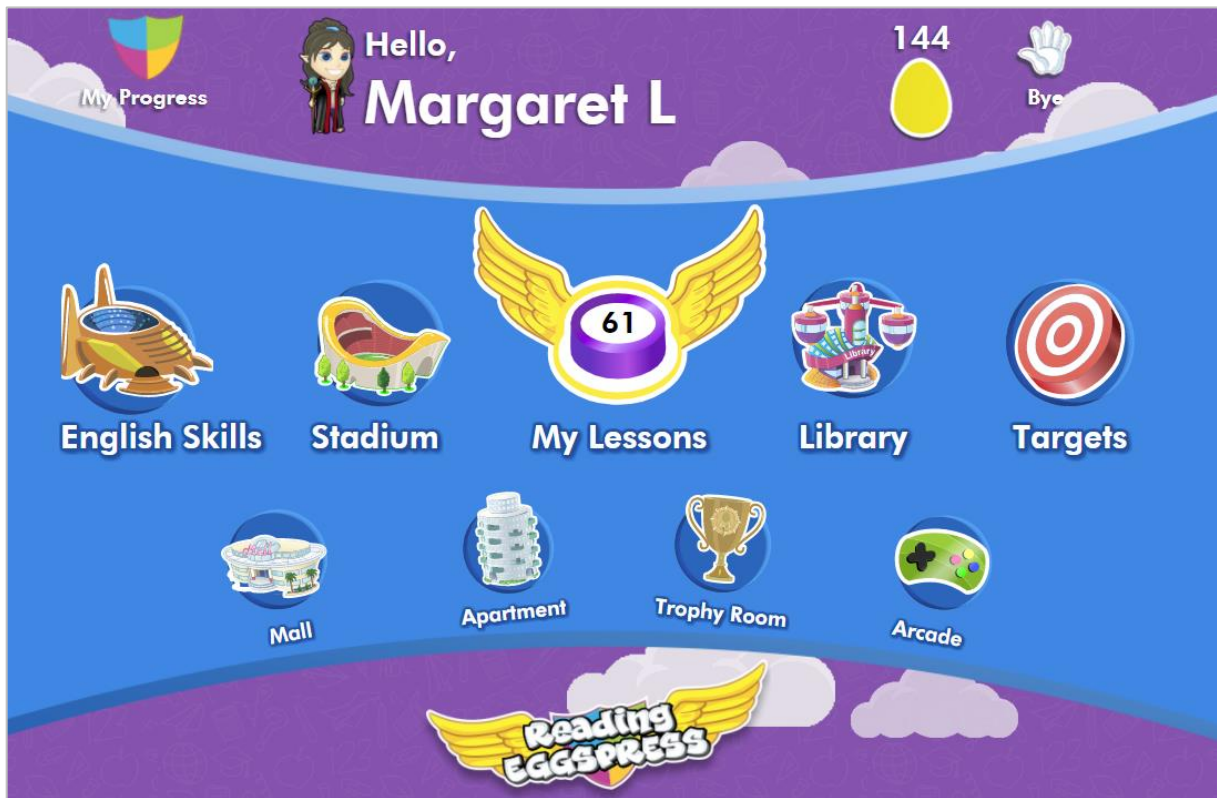 My Progress
Hello,
Margaret L
144
Bye
61
Library
English Skills
Stadium
My Lessons
Library
Targets
Mall
Apartment
Trophy Room
Arcade
Reading
EGGSPRESS